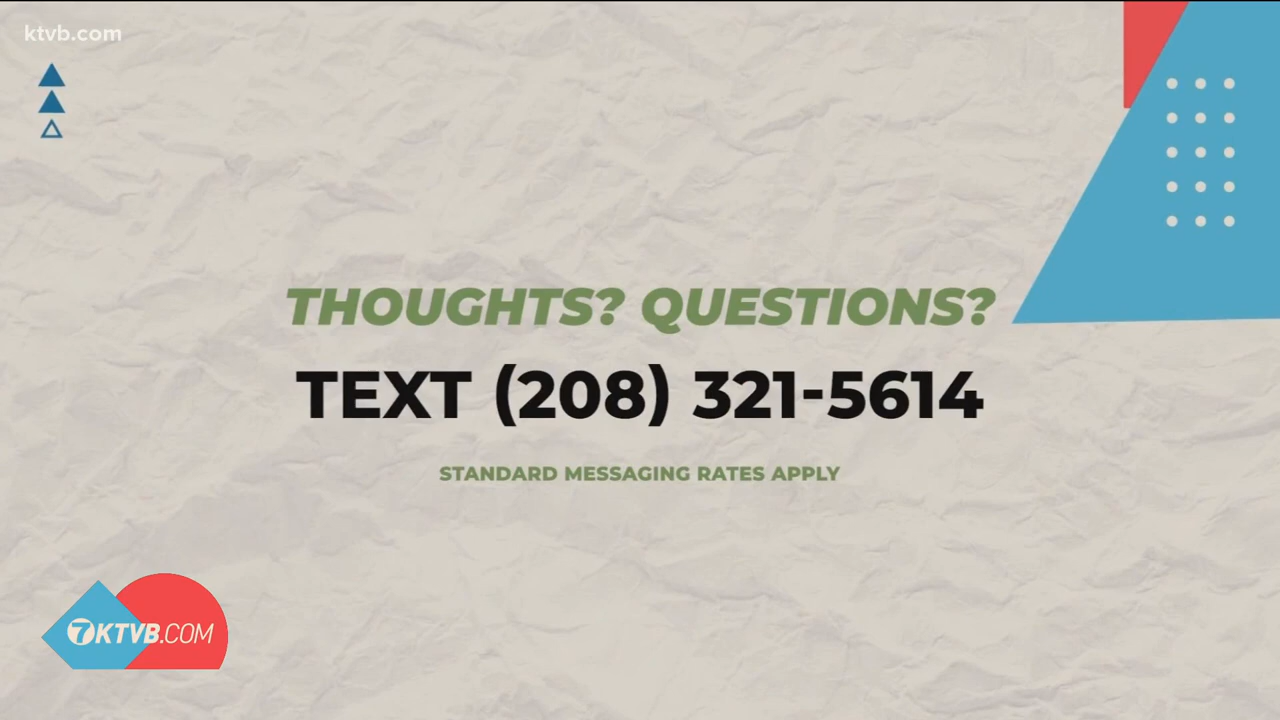 ktvb.com
THOUGHTS? QUESTIONS?
TEXT (208) 321-5614
STANDARD MESSAGING RATES APPLY
7KTVB.COM